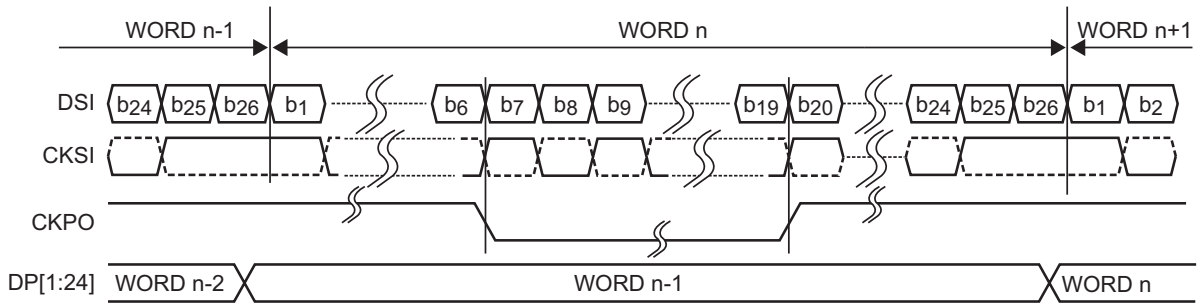 WORD n-1 WORD n WORD n+1
DSI b24 b25 b26 b1 b6 b7 b8 b9 b19 b20 b24 b25 b26 b1 b2
CKSI
CKPO
DP[1:24] WORD n-2 WORD n-1 WORD n